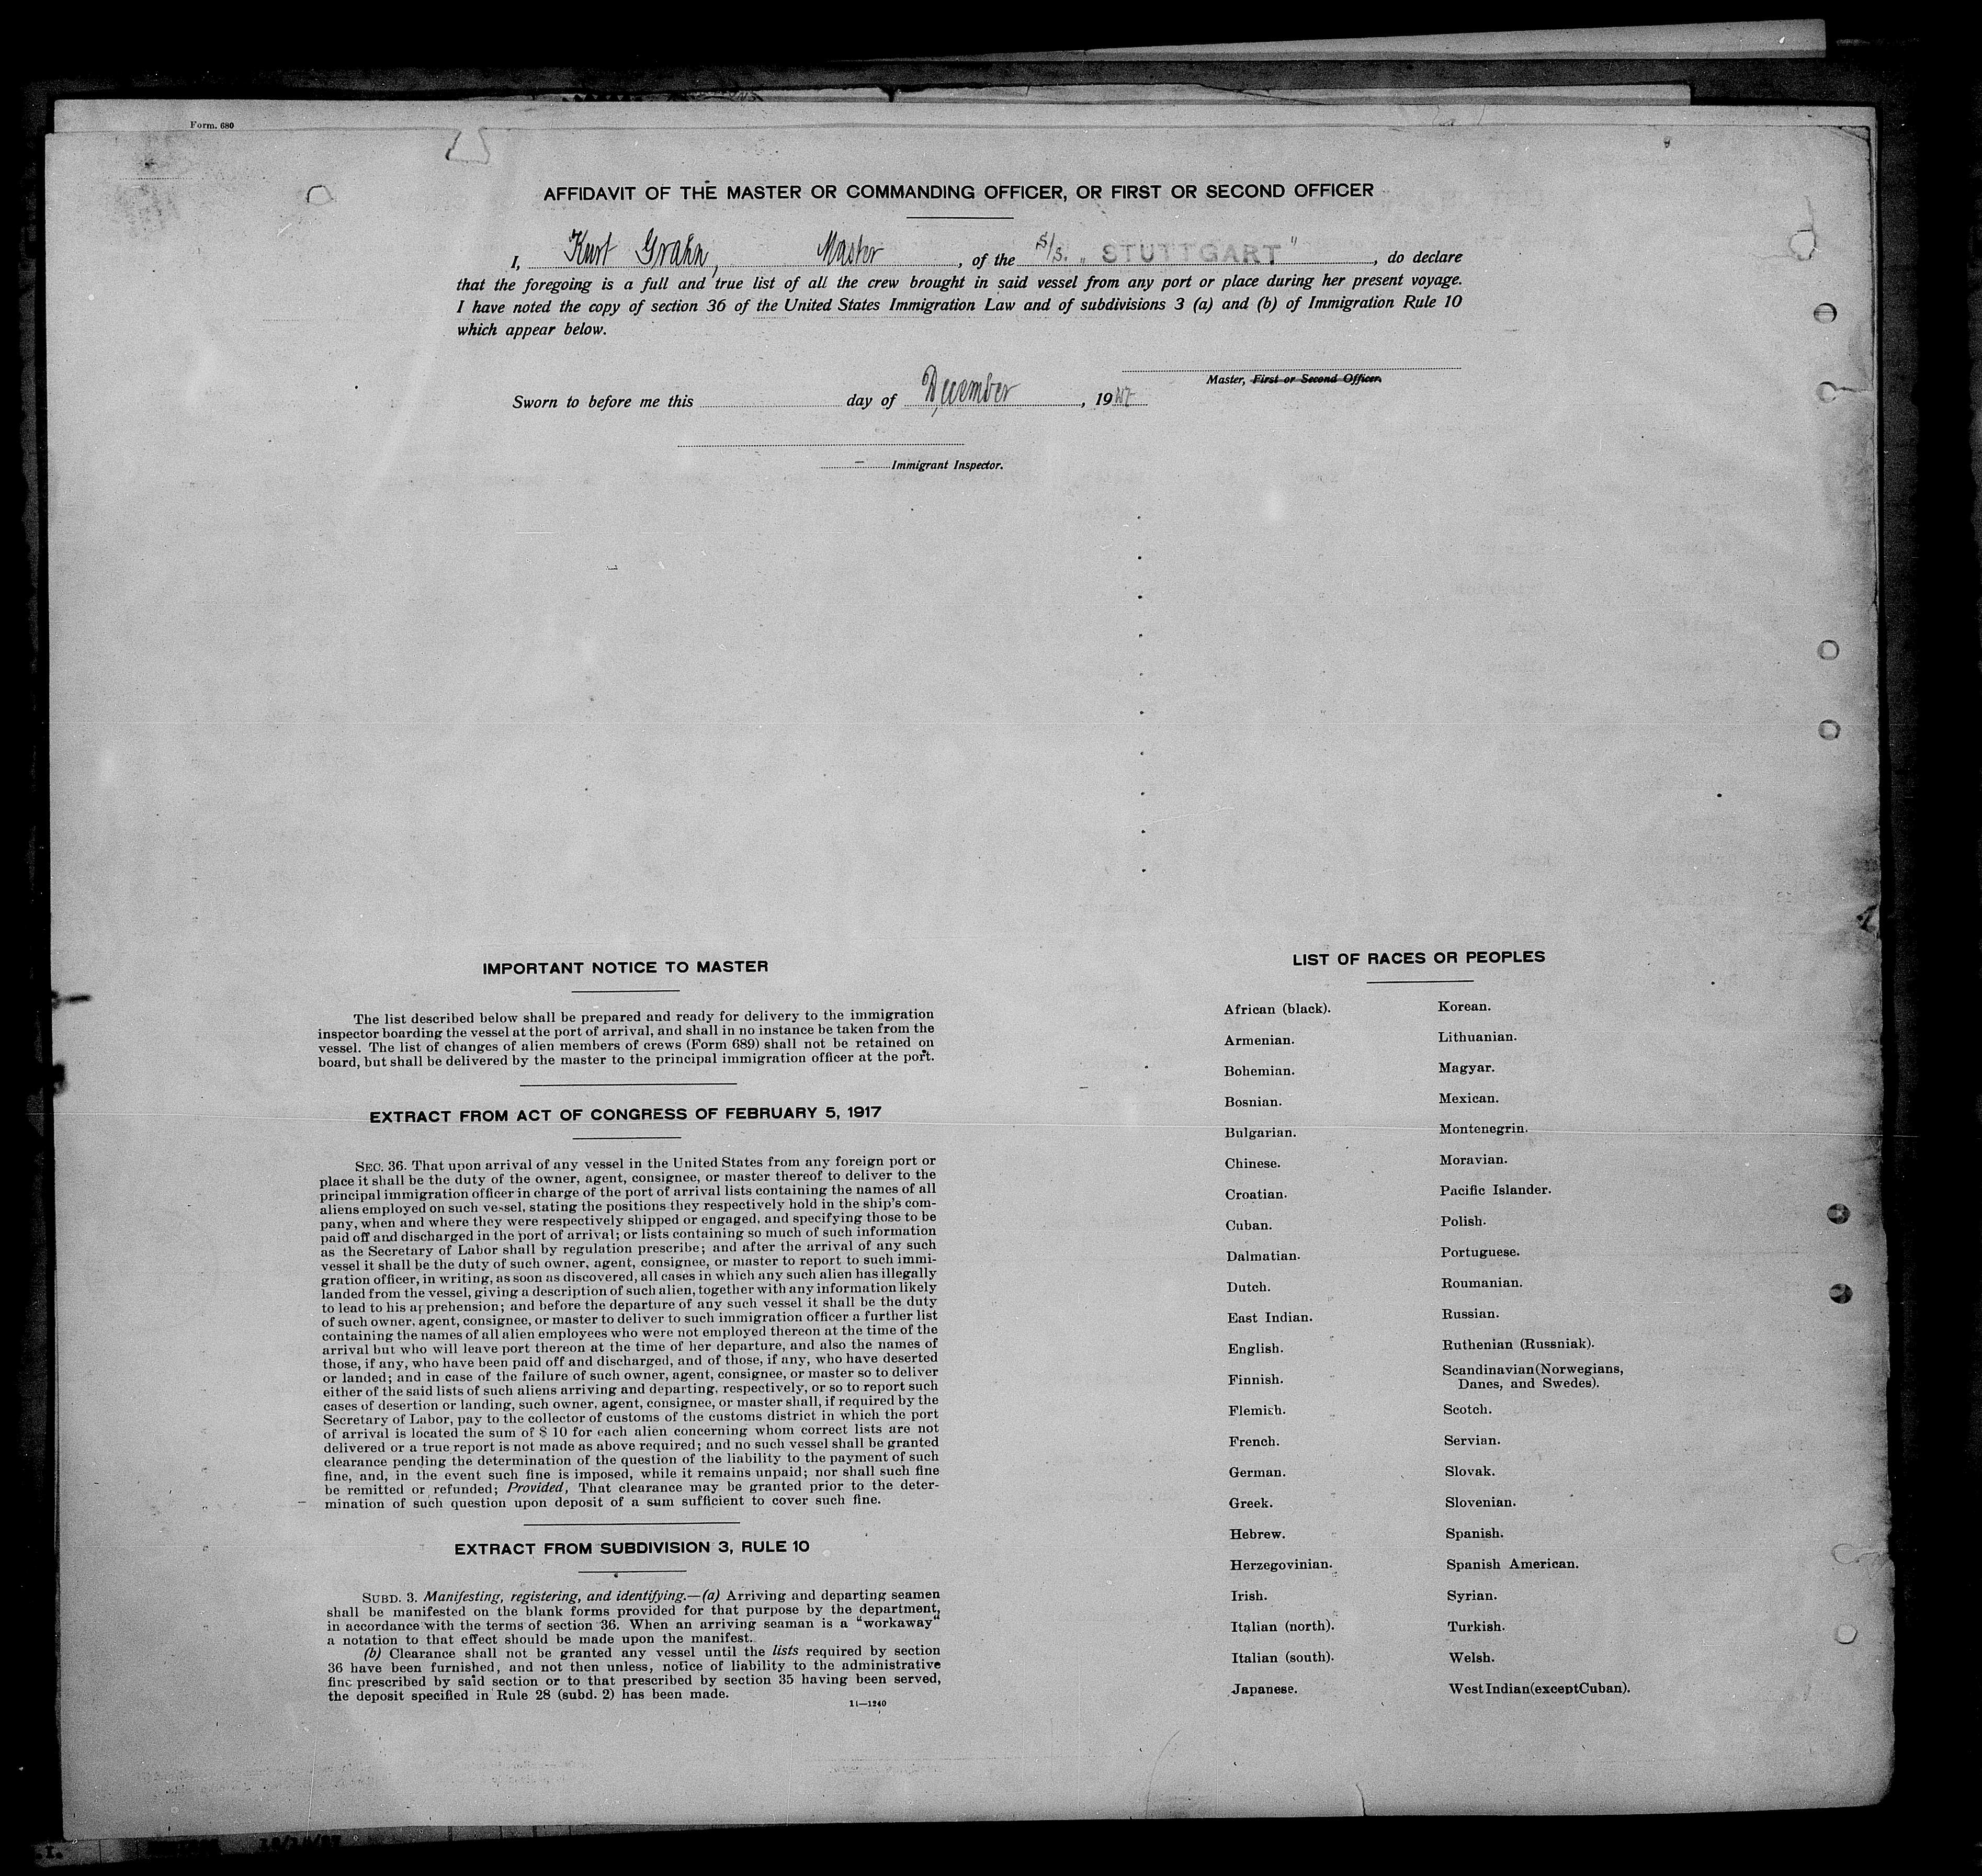 Form. 680
AFFIDAVIT OF THE MASTER OR COMMANDING OFFICER, OR FIRST OR SECOND OFFICER
I, Kurt Grahn, Master, of the S/S. „ STUTTGART", do declare
that the foregoing is a full and true list of all the crew brought in said vessel from any port or place during her present voyage.
I have noted the copy of section 36 of the United States Immigration Law and of subdivisions 3 (a) and (b) of Immigration Rule 10
which appear below.
Master, First or Second Officer.
Sworn to before me this day of December, 19
Immigrant Inspector.
IMPORTANT NOTICE TO MASTER
The list described below shall be prepared and ready for delivery to the immigration
inspector boarding the vessel at the port of arrival, and shall in no instance be taken from the
vessel. The list of changes of alien members of crews (Form 689) shall not be retained on
board, but shall be delivered by the master to the principal immigration officer at the port.
EXTRACT FROM ACT OF CONGRESS OF FEBRUARY 5, 1917
SEC. 36. That upon arrival of any vessel in the United States from any foreign port or
place it shall be the duty of the owner, agent, consignee, or master thereof to deliver to the
principal immigration officer in charge of the port of arrival lists containing the names of all
aliens employed on such vessel, stating the positions they respectively hold in the ship's com-
pany, when and where they were respectively shipped or engaged, and specifying those to be
paid off and discharged in the port of arrival; or lists containing so much of such information
as the Secretary of Labor shall by regulation prescribe; and after the arrival of any such
vessel it shall be the duty of such owner, agent, consignee, or master to report to such immi-
gration officer, in writing, as soon as discovered, all cases in which any such alien has illegally
landed from the vessel, giving a description of such alien, together with any information likely
to lead to his apprehension; and before the departure of any such vessel it shall be the duty
of such owner, agent, consignee, or master to deliver to such immigration officer a further list
containing the names of all alien employees who were not employed thereon at the time of the
arrival but who will leave port thereon at the time of her departure, and also the names of
those, if any, who have been paid off and discharged, and of those, if any, who have deserted
or landed; and in case of the failure of such owner, agent, consignee, or master so to deliver
either of the said lists of such aliens arriving and departing, respectively, or so to report such
cases of desertion or landing, such owner, agent, consignee, or master shall, if required by the
Secretary of Labor, pay to the collector of customs of the customs district in which the port
of arrival is located the sum of $ 10 for each alien concerning whom correct lists are not
delivered or a true report is not made as above required; and no such vessel shall be granted
clearance pending the determination of the question of the liability to the payment of such
fine, and, in the event such fine is imposed, while it remains unpaid; nor shall such fine
be remitted or refunded; Provided, That clearance may be granted prior to the deter-
mination of such question upon deposit of a sum sufficient to cover such fine.
EXTRACT FROM SUBDIVISION 3, RULE 10
SUBD. 3. Manifesting, registering, and identifying.—(a) Arriving and departing seamen
shall be manifested on the blank forms provided for that purpose by the department,
in accordance with the terms of section 36. When an arriving seaman is a "workaway"
a notation to that effect should be made upon the manifest.
(b) Clearance shall not be granted any vessel until the lists required by section
36 have been furnished, and not then unless, notice of liability to the administrative
fine prescribed by said section or to that prescribed by section 35 having been served,
the deposit specified in Rule 28 (subd. 2) has been made.
11—1240
LIST OF RACES OR PEOPLES
African (black).
Armenian.
Bohemian.
Bosnian.
Bulgarian.
Chinese.
Croatian.
Cuban.
Dalmatian.
Dutch.
East Indian.
English.
Finnish.
Flemish.
French.
German.
Greek.
Hebrew.
Herzegovinian.
Irish.
Italian (north).
Italian (south).
Japanese.
Korean.
Lithuanian.
Magyar.
Mexican.
Montenegrin.
Moravian.
Pacific Islander.
Polish.
Portuguese.
Roumanian.
Russian.
Ruthenian (Russniak).
Scandinavian(Norwegians,
Danes, and Swedes).
Scotch.
Servian.
Slovak.
Slovenian.
Spanish.
Spanish American.
Syrian.
Turkish.
Welsh.
West Indian(exceptCuban).